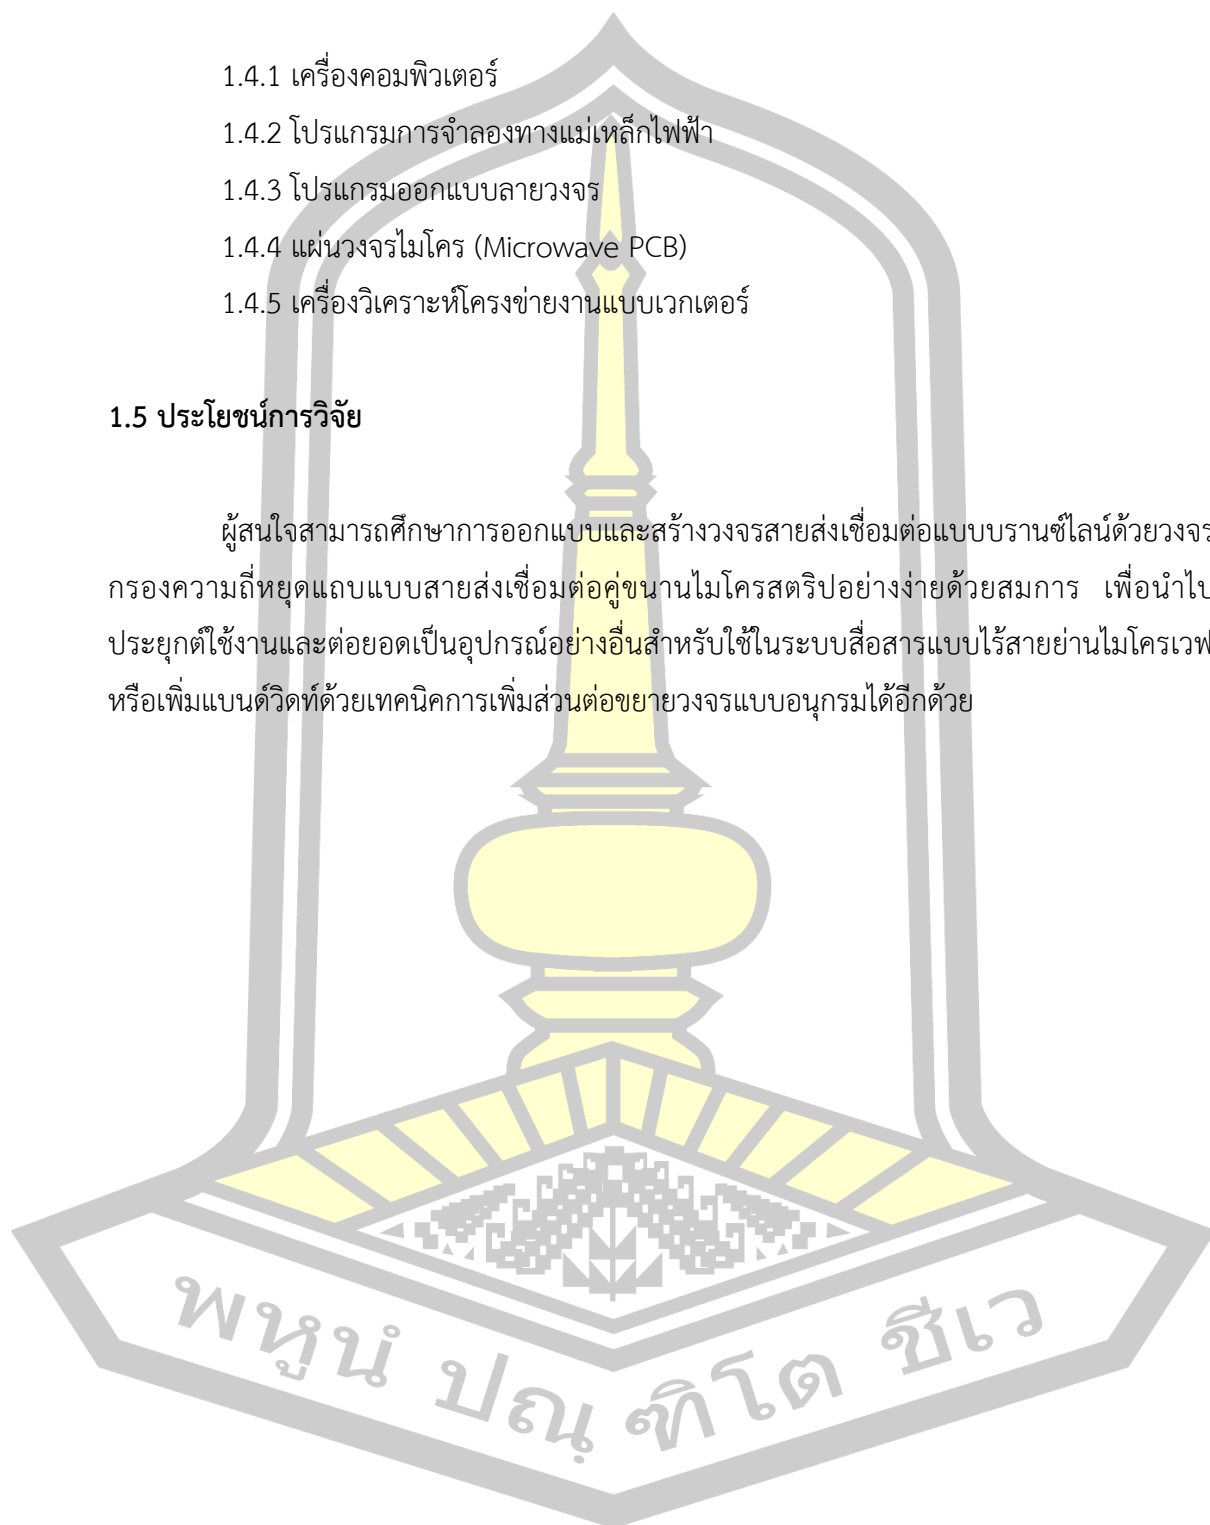 1.4.1 เครื่องคอมพิวเตอร์
1.4.2 โปรแกรมการจำลองทางแม่เหล็กไฟฟ้า
1.4.3 โปรแกรมออกแบบลายวงจร
1.4.4 แผ่นวงจรไมโคร (Microwave PCB)
1.4.5 เครื่องวิเคราะห์โครงข่ายงานแบบเวกเตอร์
1.5 ประโยชน์การวิจัย
ผู้สนใจสามารถศึกษาการออกแบบและสร้างวงจรสายส่งเชื่อมต่อแบบบรานซ์ไลน์ด้วยวงจร
กรองความถี่หยุดแถบแบบสายส่งเชื่อมต่อคู่ขนานไมโครสตริปอย่างง่ายด้วยสมการ เพื่อนำไป
ประยุกต์ใช้งานและต่อยอดเป็นอุปกรณ์อย่างอื่นสำหรับใช้ในระบบสื่อสารแบบไร้สายย่านไมโครเวฟ
หรือเพิ่มแบนด์วิดท์ด้วยเทคนิคการเพิ่มส่วนต่อขยายวงจรแบบอนุกรมได้อีกด้วย
พหูนํ ปณฺ ฑิโต ชีเว